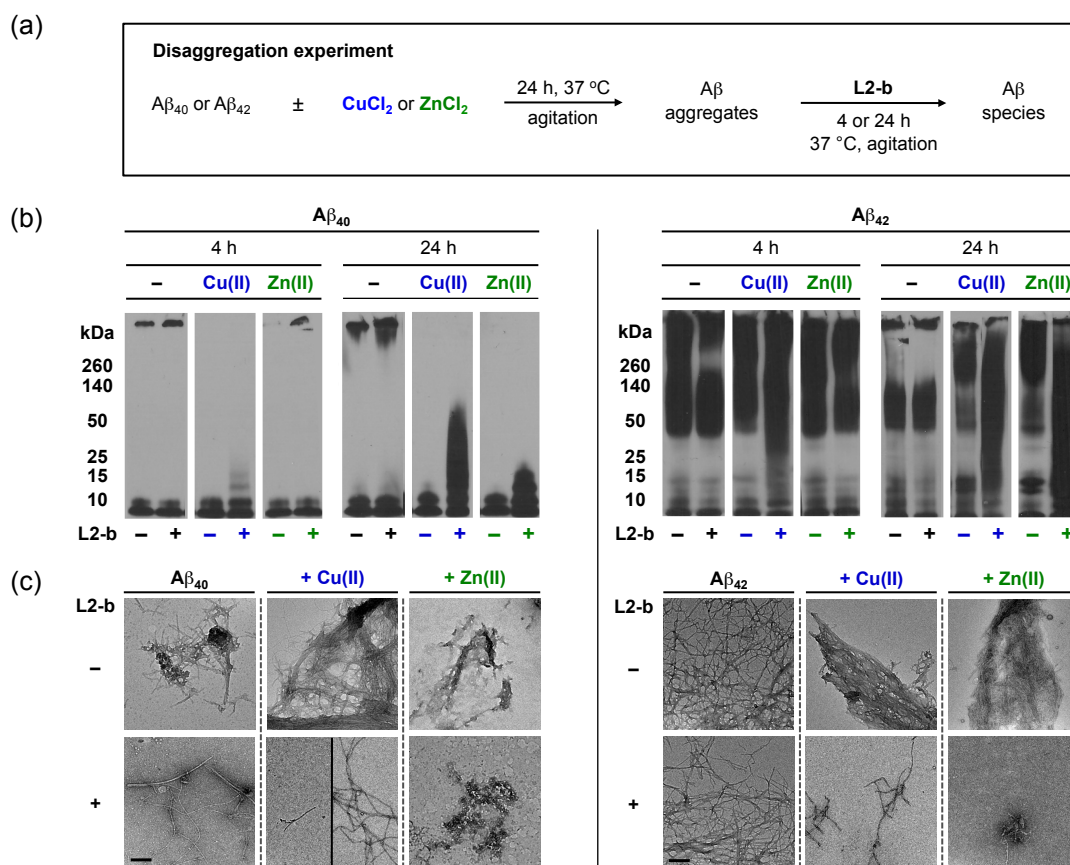 (a)
Disaggregation experiment
Aβ40 or Aβ42 ± CuCl2 or ZnCl2 24 h, 37 ºC agitation Aβ aggregates L2-b 4 or 24 h 37 °C, agitation Aβ species
(b)
Aβ40 Aβ42
4 h 24 h 4 h 24 h
– Cu(II) Zn(II) – Cu(II) Zn(II) – Cu(II) Zn(II) – Cu(II) Zn(II)
kDa kDa
260 260
140 140
50 50
25 25
15 15
10 10
L2-b – + – + – + – + – + – + L2-b – + – + – + – + – + – +
(c)
Aβ40 + Cu(II) + Zn(II) Aβ42 + Cu(II) + Zn(II)
L2-b L2-b
– –
+ +